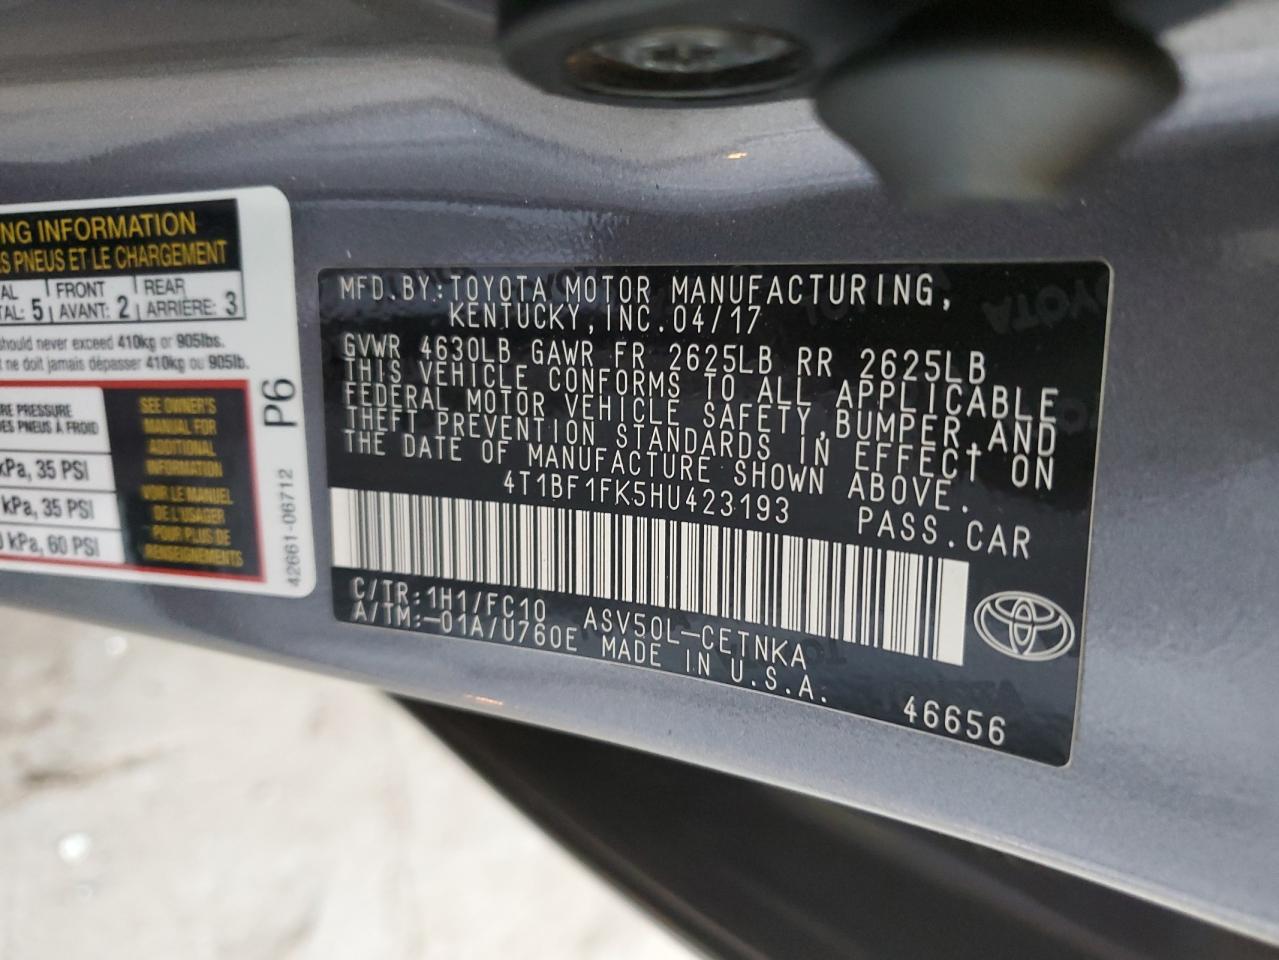 NG INFORMATION
S PNEUS ET LE CHARGEMENT
AL FRONT REAR
TAL: 5 AVANT: 2 ARRIÈRE: 3
should never exceed 410kg or 905lbs.
ne doit jamais dépasser 410kg ou 905lb.
RE PRESSURE
DES PNEUS À FROID
kPa, 35 PSI
kPa, 35 PSI
0 kPa, 60 PSI
SEE OWNER'S
MANUAL FOR
ADDITIONAL
INFORMATION
VOIR LE MANUEL
DE L'USAGER
POUR PLUS DE
RENSEIGNEMENTS
P6
42661-06712
MFD.BY:TOYOTA MOTOR MANUFACTURING,
KENTUCKY,INC.04/17
GVWR 4630LB GAWR FR 2625LB RR 2625LB
THIS VEHICLE CONFORMS TO ALL APPLICABLE
FEDERAL MOTOR VEHICLE SAFETY,BUMPER,AND
THEFT PREVENTION STANDARDS IN EFFECT ON
THE DATE OF MANUFACTURE SHOWN ABOVE.
4T1BF1FK5HU423193 PASS.CAR
C/TR:1H1/FC10 ASV50L-CETNKA
A/TM:-01A/U760E MADE IN U.S.A.
46656